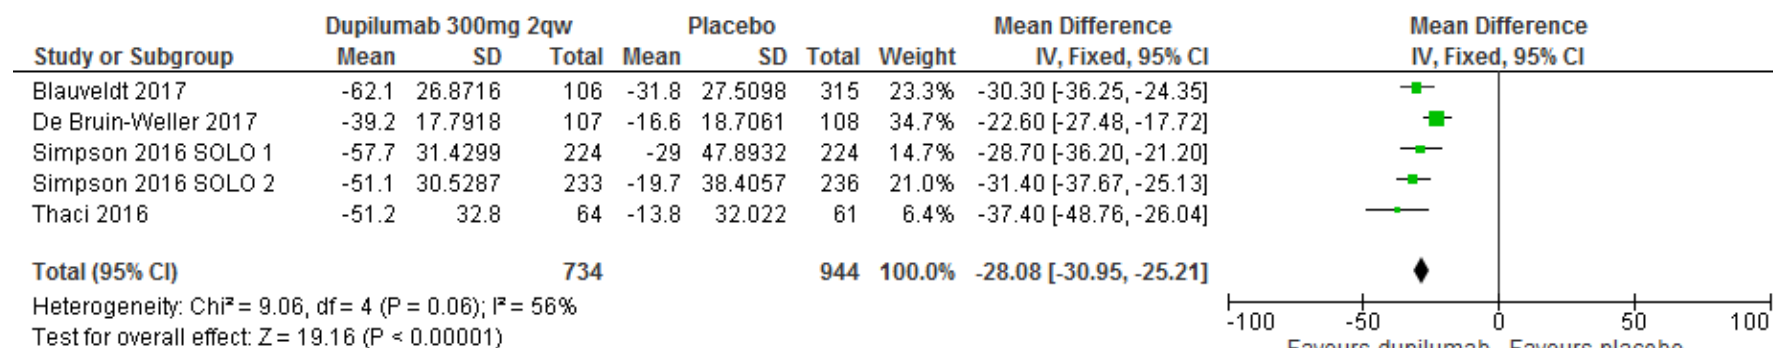 Dupilumab 300mg 2qw Placebo Mean Difference Mean Difference
Study or Subgroup Mean SD Total Mean SD Total Weight IV, Fixed, 95% CI IV, Fixed, 95% CI
Blauveldt 2017 -62.1 26.8716 106 -31.8 27.5098 315 23.3% -30.30 [-36.25, -24.35]
De Bruin-Weller 2017 -39.2 17.7918 107 -16.6 18.7061 108 34.7% -22.60 [-27.48, -17.72]
Simpson 2016 SOLO 1 -57.7 31.4299 224 -29 47.8932 224 14.7% -28.70 [-36.20, -21.20]
Simpson 2016 SOLO 2 -51.1 30.5287 233 -19.7 38.4057 236 21.0% -31.40 [-37.67, -25.13]
Thaci 2016 -51.2 32.8 64 -13.8 32.022 61 6.4% -37.40 [-48.76, -26.04]
Total (95% CI) 734 944 100.0% -28.08 [-30.95, -25.21]
Heterogeneity: Chi² = 9.06, df = 4 (P = 0.06); I² = 56%
Test for overall effect: Z = 19.16 (P < 0.00001)
-100 -50 0 50 100
Favours dupilumab Favours placebo